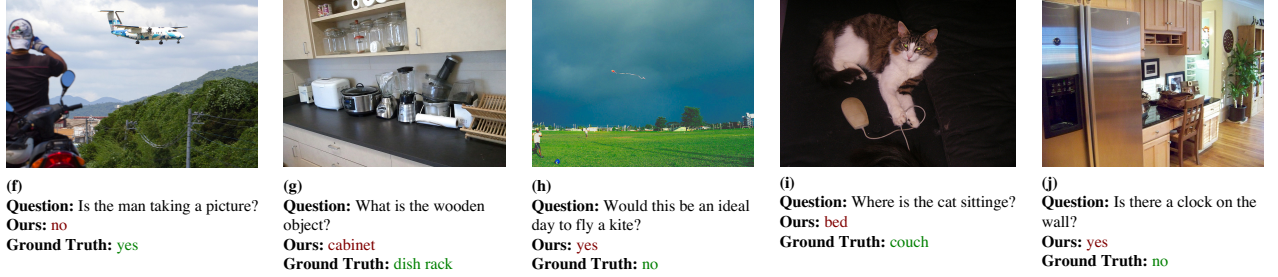 (f)
Question: Is the man taking a picture?
Ours: no
Ground Truth: yes
(g)
Question: What is the wooden
object?
Ours: cabinet
Ground Truth: dish rack
(h)
Question: Would this be an ideal
day to fly a kite?
Ours: yes
Ground Truth: no
(i)
Question: Where is the cat sittinge?
Ours: bed
Ground Truth: couch
(j)
Question: Is there a clock on the
wall?
Ours: yes
Ground Truth: no